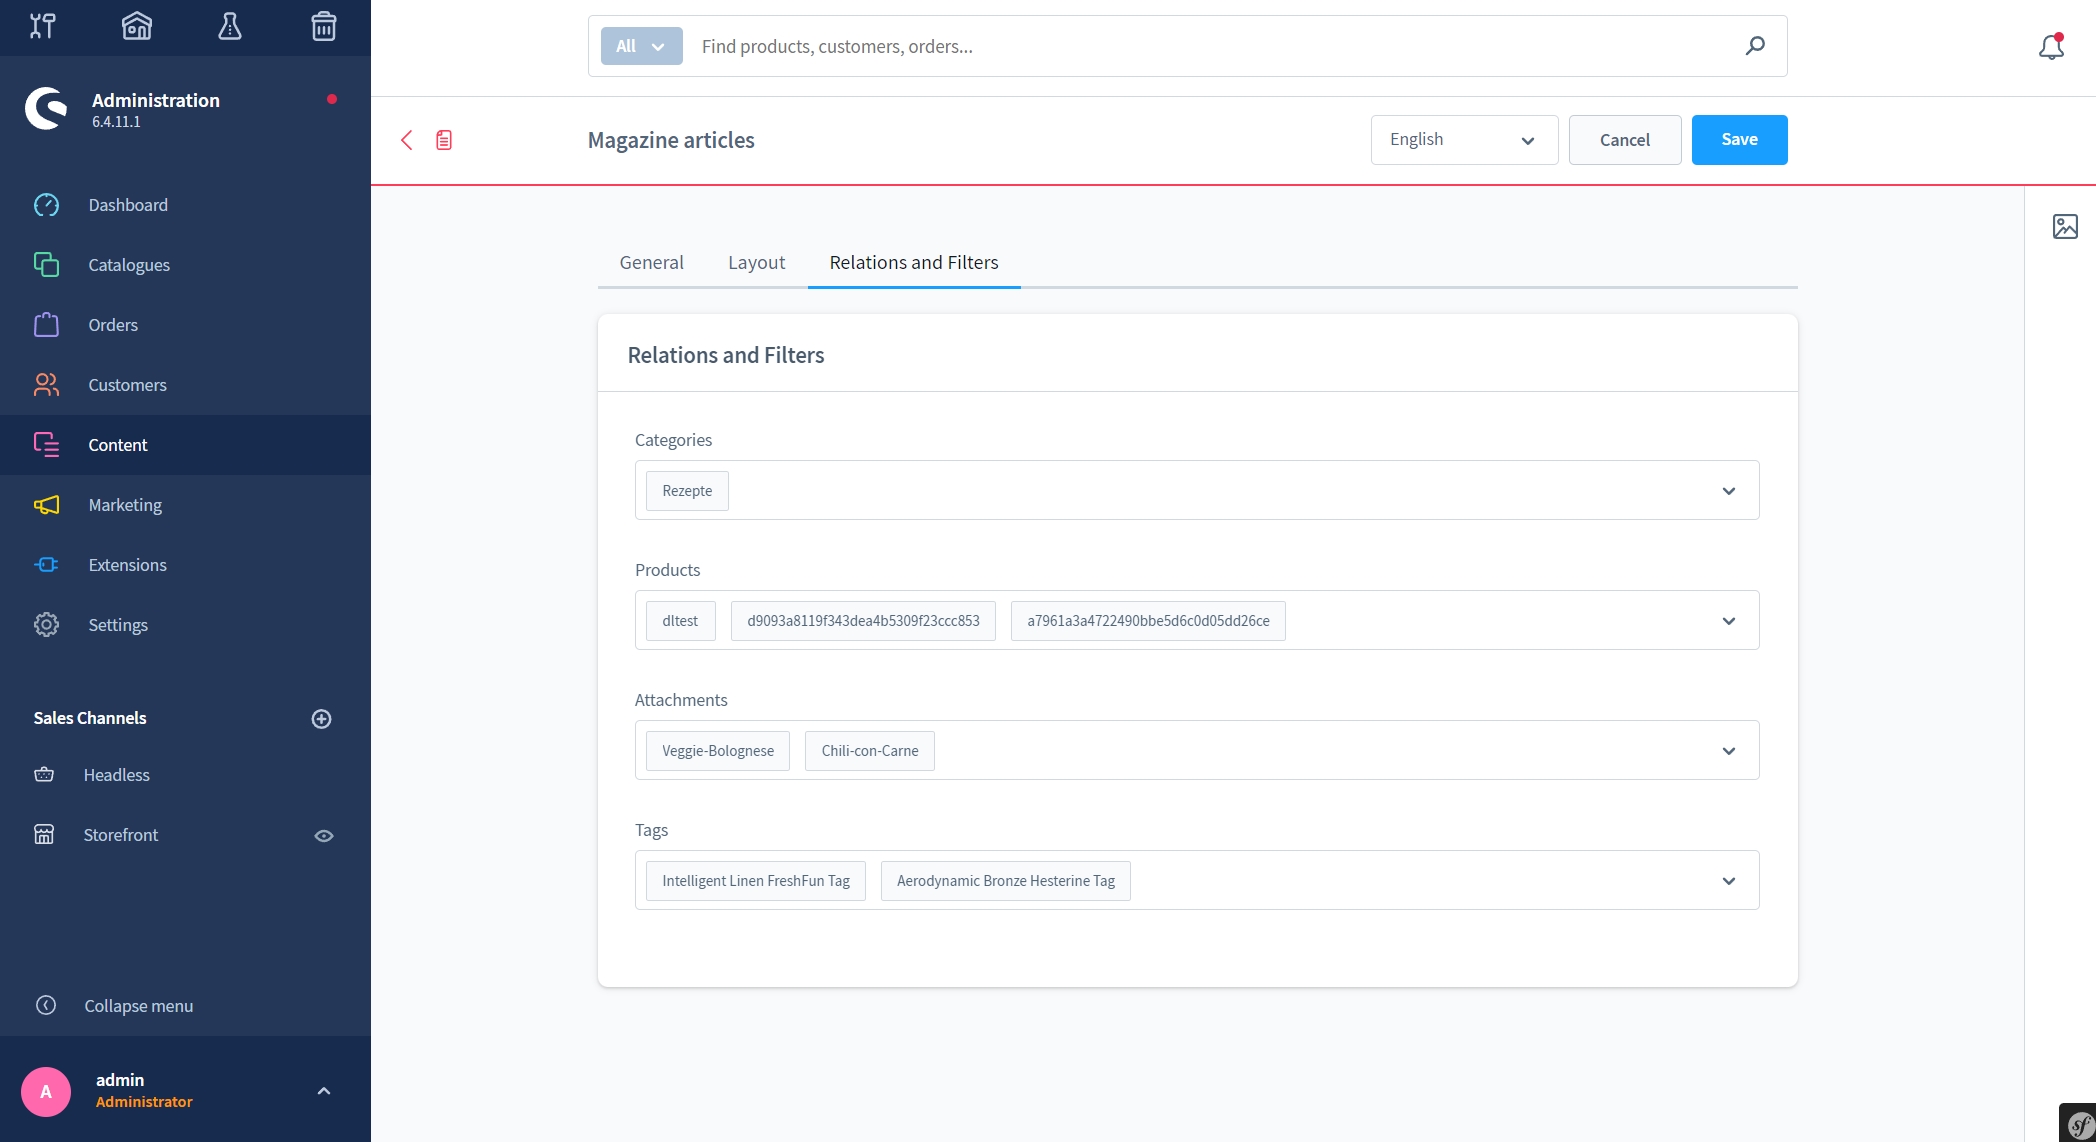 All
Find products, customers, orders...
Administration
6.4.11.1
Magazine articles
English
Cancel
Save
Dashboard
Catalogues
Orders
Customers
Content
Marketing
Extensions
Settings
Sales Channels
Headless
Storefront
Collapse menu
A
admin
Administrator
General Layout Relations and Filters
Relations and Filters
Categories
Rezepte
Products
dltest d9093a8119f343dea4b5309f23ccc853 a7961a3a4722490bbe5d6c0d05dd26ce
Attachments
Veggie-Bolognese Chili-con-Carne
Tags
Intelligent Linen FreshFun Tag Aerodynamic Bronze Hesterine Tag
sf